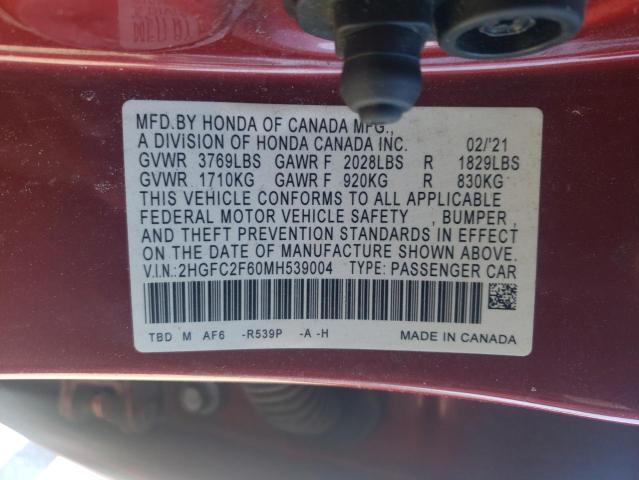 MFD.BY HONDA OF CANADA MFG.,
A DIVISION OF HONDA CANADA INC. 02/'21
GVWR 3769LBS GAWR F 2028LBS R 1829LBS
GVWR 1710KG GAWR F 920KG R 830KG
THIS VEHICLE CONFORMS TO ALL APPLICABLE
FEDERAL MOTOR VEHICLE SAFETY , BUMPER ,
AND THEFT PREVENTION STANDARDS IN EFFECT
ON THE DATE OF MANUFACTURE SHOWN ABOVE.
V.I.N.:2HGFC2F60MH539004 TYPE: PASSENGER CAR
TBD M AF6 -R539P -A -H MADE IN CANADA